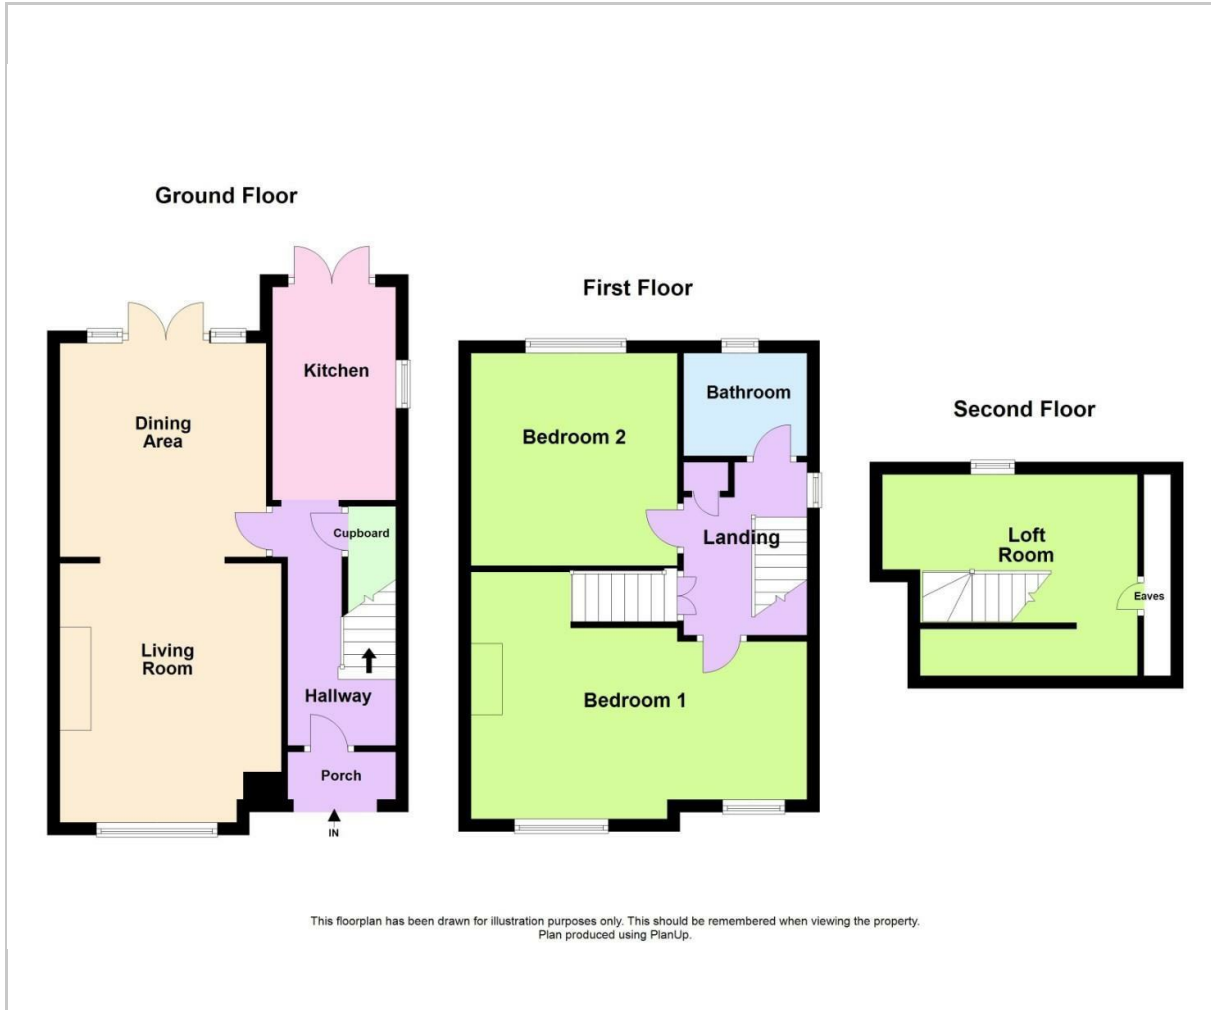 Ground Floor
Kitchen
Dining
Area
Cupboard
Living
Room
Hallway
Porch
IN
First Floor
Bathroom
Bedroom 2
Landing
Bedroom 1
Second Floor
Loft
Room
Eaves
This floorplan has been drawn for illustration purposes only. This should be remembered when viewing the property.
Plan produced using PlanUp.